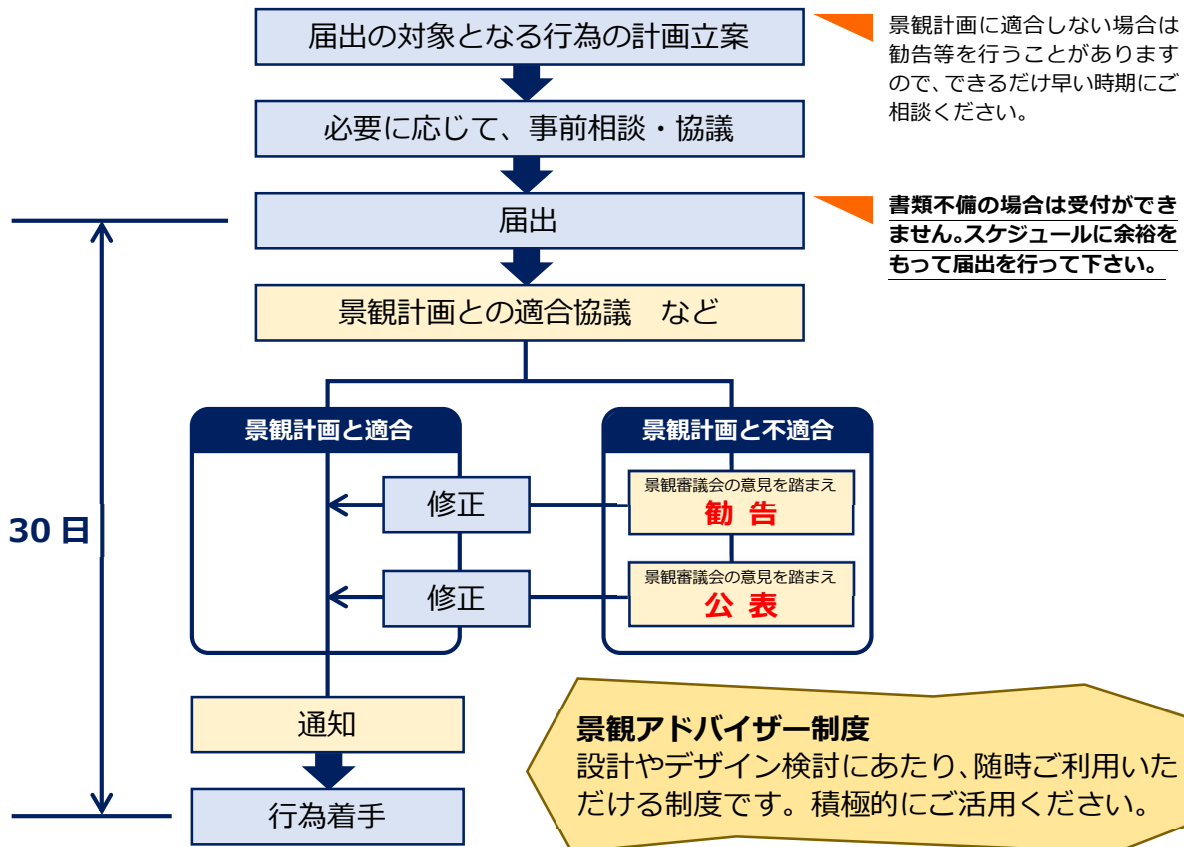 届出の対象となる行為の計画立案
景観計画に適合しない場合は
勧告等を行うことがあります
ので、できるだけ早い時期にご
相談ください。
必要に応じて、事前相談・協議
届出
書類不備の場合は受付ができ
ません。スケジュールに余裕を
もって届出を行って下さい。
景観計画との適合協議　など
景観計画と適合
景観計画と不適合
修正
景観審議会の意見を踏まえ
勧 告
30 日
修正
景観審議会の意見を踏まえ
公 表
通知
行為着手
景観アドバイザー制度
設計やデザイン検討にあたり、随時ご利用いた
だける制度です。積極的にご活用ください。